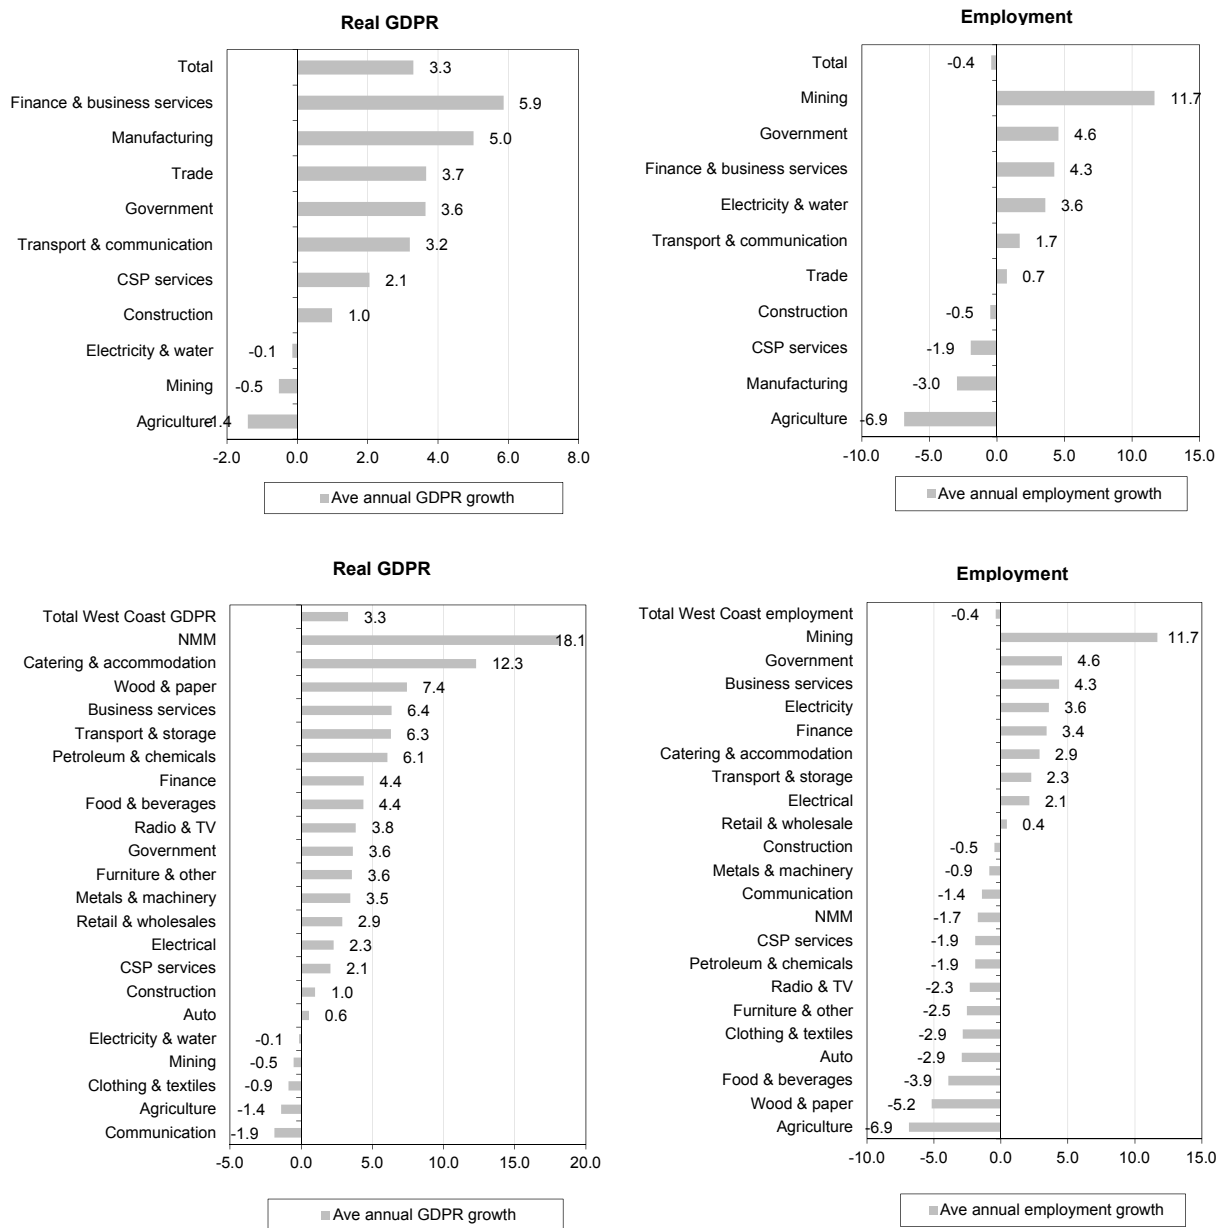 Real GDPR
Total 3.3
Finance & business services 5.9
Manufacturing 5.0
Trade 3.7
Government 3.6
Transport & communication 3.2
CSP services 2.1
Construction 1.0
Electricity & water -0.1
Mining -0.5
Agriculture -1.4
-2.0 0.0 2.0 4.0 6.0 8.0
Ave annual GDPR growth
Employment
Total -0.4
Mining 11.7
Government 4.6
Finance & business services 4.3
Electricity & water 3.6
Transport & communication 1.7
Trade 0.7
Construction -0.5
CSP services -1.9
Manufacturing -3.0
Agriculture -6.9
-10.0 -5.0 0.0 5.0 10.0 15.0
Ave annual employment growth
Real GDPR
Total West Coast GDPR 3.3
NMM 18.1
Catering & accommodation 12.3
Wood & paper 7.4
Business services 6.4
Transport & storage 6.3
Petroleum & chemicals 6.1
Finance 4.4
Food & beverages 4.4
Radio & TV 3.8
Government 3.6
Furniture & other 3.6
Metals & machinery 3.5
Retail & wholesales 2.9
Electrical 2.3
CSP services 2.1
Construction 1.0
Auto 0.6
Electricity & water -0.1
Mining -0.5
Clothing & textiles -0.9
Agriculture -1.4
Communication -1.9
-5.0 0.0 5.0 10.0 15.0 20.0
Ave annual GDPR growth
Employment
Total West Coast employment -0.4
Mining 11.7
Government 4.6
Business services 4.3
Electricity 3.6
Finance 3.4
Catering & accommodation 2.9
Transport & storage 2.3
Electrical 2.1
Retail & wholesale 0.4
Construction -0.5
Metals & machinery -0.9
Communication -1.4
NMM -1.7
CSP services -1.9
Petroleum & chemicals -1.9
Radio & TV -2.3
Furniture & other -2.5
Clothing & textiles -2.9
Auto -2.9
Food & beverages -3.9
Wood & paper -5.2
Agriculture -6.9
-10.0 -5.0 0.0 5.0 10.0 15.0
Ave annual employment growth